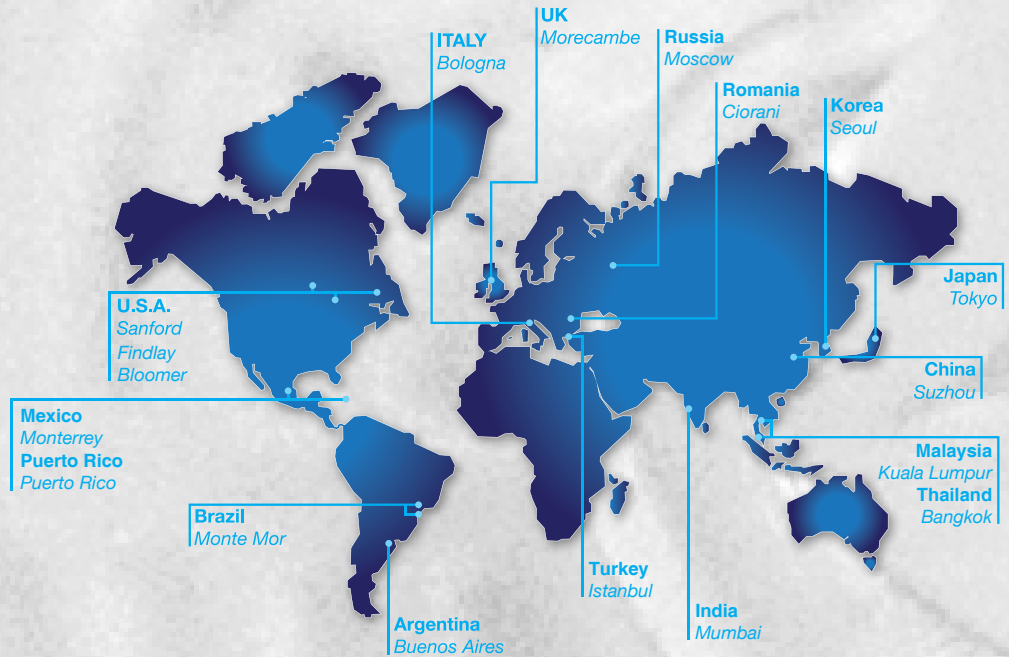 UK
Morecambe
ITALY
Bologna
Russia
Moscow
Romania
Ciorani
Korea
Seoul
Japan
Tokyo
U.S.A.
Sanford
Findlay
Bloomer
China
Suzhou
Mexico
Monterrey
Puerto Rico
Puerto Rico
Malaysia
Kuala Lumpur
Thailand
Bangkok
Brazil
Monte Mor
Turkey
Istanbul
India
Mumbai
Argentina
Buenos Aires